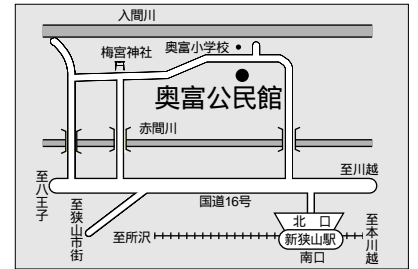 入間川
奥富小学校
梅宮神社
奥富公民館
赤間川
至八王子
至狭山市街
国道16号
至川越
至所沢
北口
新狭山駅
南口
至本川越